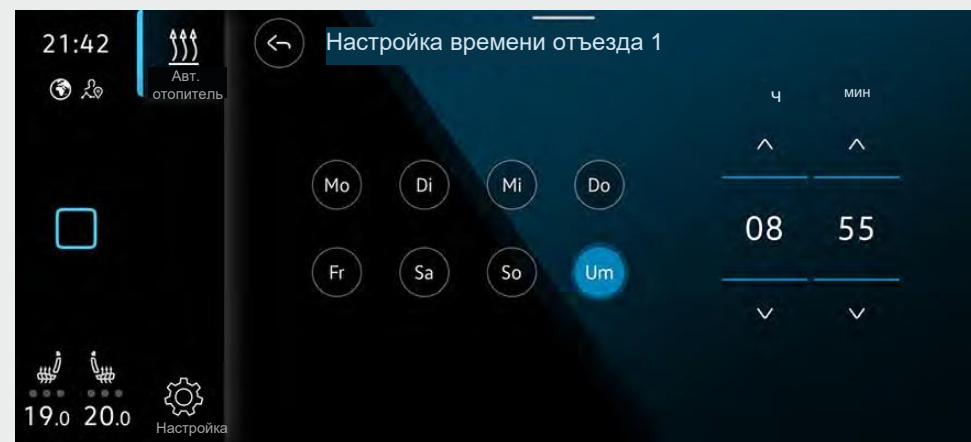 21:42
Авт.
отопитель
Настройка времени отъезда 1
ч мин
Mo Di Mi Do
Fr Sa So Um
08 55
19.0 20.0
Настройка